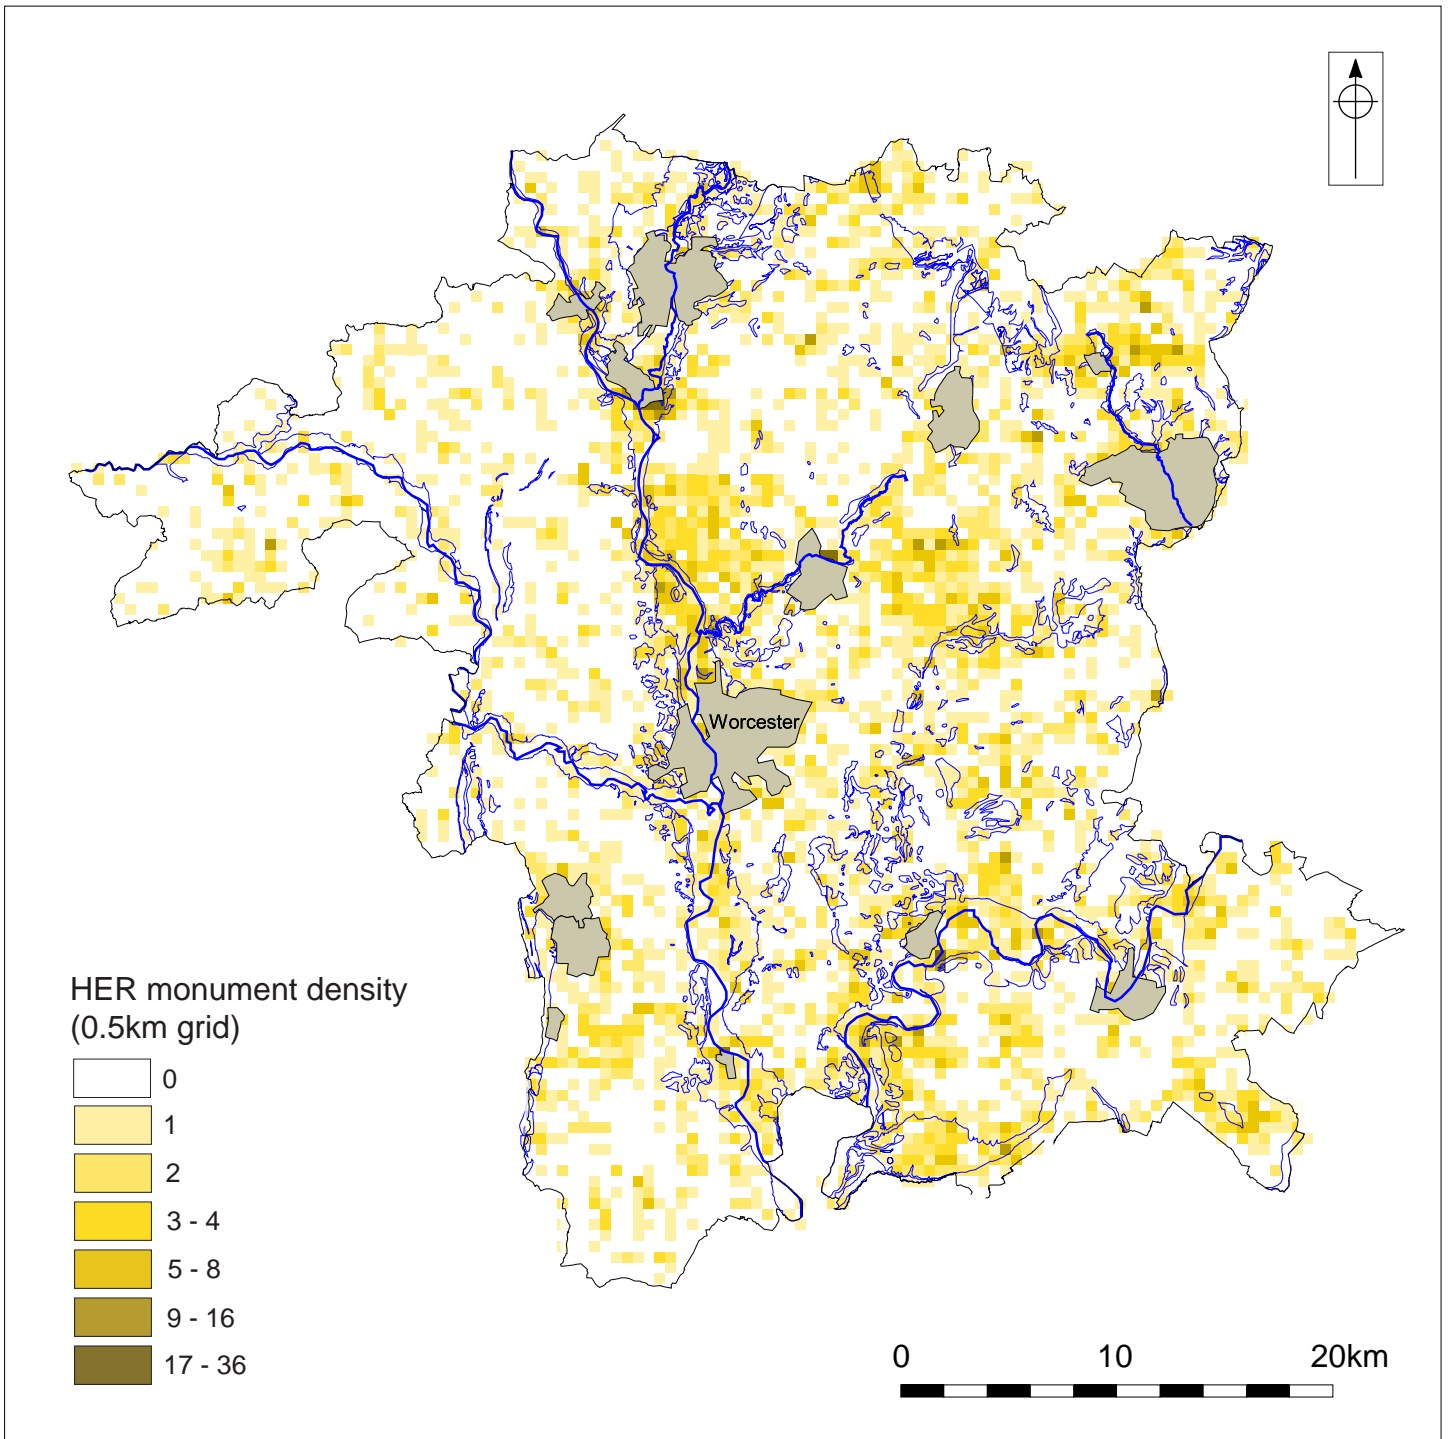 Worcester
HER monument density
(0.5km grid)
0
1
2
3 - 4
5 - 8
9 - 16
17 - 36
0 10 20km